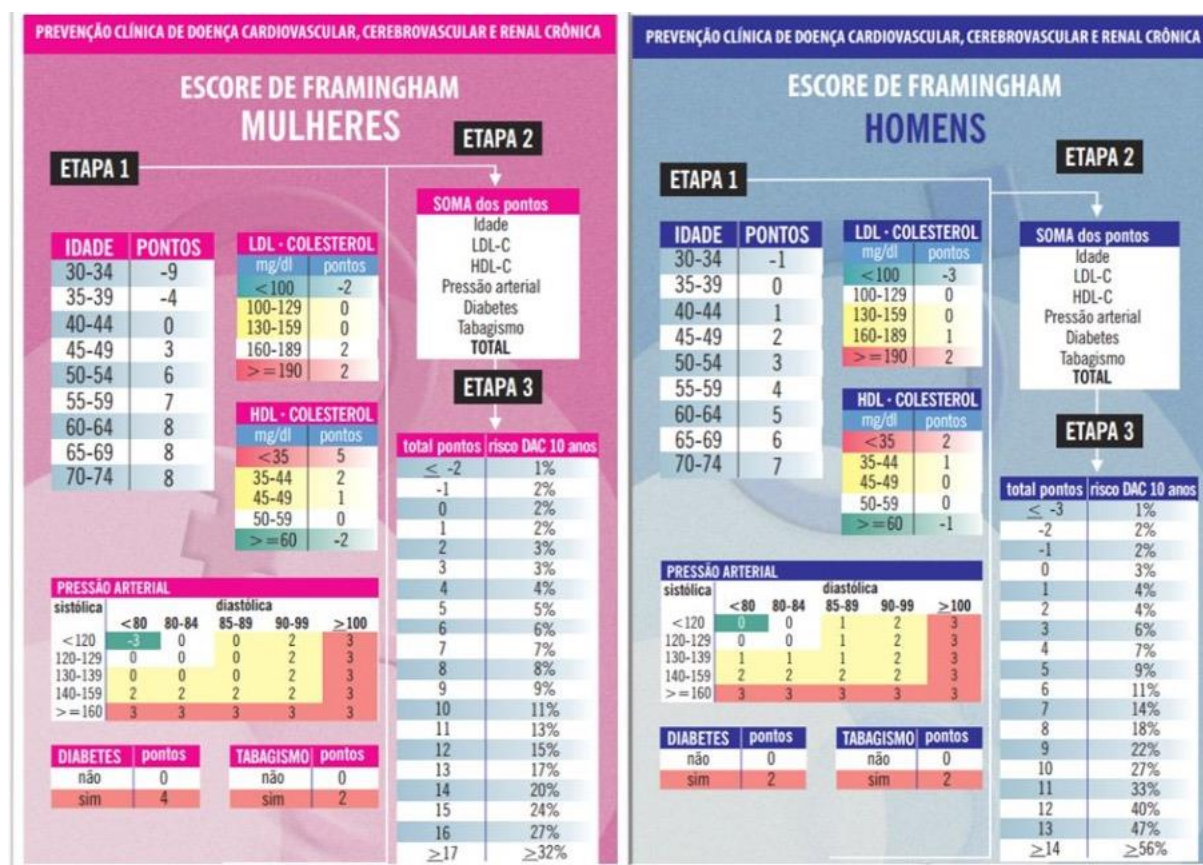 PREVENÇÃO CLÍNICA DE DOENÇA CARDIOVASCULAR, CEREBROVASCULAR E RENAL CRÔNICA
ESCORE DE FRAMINGHAM
MULHERES
ETAPA 1
ETAPA 2
SOMA dos pontos
Idade
LDL-C
HDL-C
Pressão arterial
Diabetes
Tabagismo
TOTAL
IDADE PONTOS
30-34 -9
35-39 -4
40-44 0
45-49 3
50-54 6
55-59 7
60-64 8
65-69 8
70-74 8
LDL - COLESTEROL
mg/dl pontos
<100 -2
100-129 0
130-159 0
160-189 2
>=190 2
HDL - COLESTEROL
mg/dl pontos
<35 5
35-44 2
45-49 1
50-59 0
>=60 -2
ETAPA 3
total pontos risco DAC 10 anos
≤ -2 1%
-1 2%
0 2%
1 2%
2 3%
3 3%
4 4%
5 5%
6 6%
7 7%
8 8%
9 9%
10 11%
11 13%
12 15%
13 17%
14 20%
15 24%
16 27%
≥17 ≥32%
PRESSÃO ARTERIAL
sistólica diastólica
<80 80-84 85-89 90-99 ≥100
<120 -3 0 0 2 3
120-129 0 0 0 2 3
130-139 0 0 0 2 3
140-159 2 2 2 2 3
>=160 3 3 3 3 3
DIABETES pontos
não 0
sim 4
TABAGISMO pontos
não 0
sim 2
PREVENÇÃO CLÍNICA DE DOENÇA CARDIOVASCULAR, CEREBROVASCULAR E RENAL CRÔNICA
ESCORE DE FRAMINGHAM
HOMENS
ETAPA 1
ETAPA 2
SOMA dos pontos
Idade
LDL-C
HDL-C
Pressão arterial
Diabetes
Tabagismo
TOTAL
IDADE PONTOS
30-34 -1
35-39 0
40-44 1
45-49 2
50-54 3
55-59 4
60-64 5
65-69 6
70-74 7
LDL - COLESTEROL
mg/dl pontos
<100 -3
100-129 0
130-159 0
160-189 1
>=190 2
HDL - COLESTEROL
mg/dl pontos
<35 2
35-44 1
45-49 0
50-59 0
>=60 -1
ETAPA 3
total pontos risco DAC 10 anos
≤ -3 1%
-2 2%
-1 2%
0 3%
1 4%
2 4%
3 6%
4 7%
5 9%
6 11%
7 14%
8 18%
9 22%
10 27%
11 33%
12 40%
13 47%
≥14 ≥56%
PRESSÃO ARTERIAL
sistólica diastólica
<80 80-84 85-89 90-99 ≥100
<120 0 0 1 2 3
120-129 0 0 1 2 3
130-139 1 1 1 2 3
140-159 2 2 2 2 3
>=160 3 3 3 3 3
DIABETES pontos
não 0
sim 2
TABAGISMO pontos
não 0
sim 2